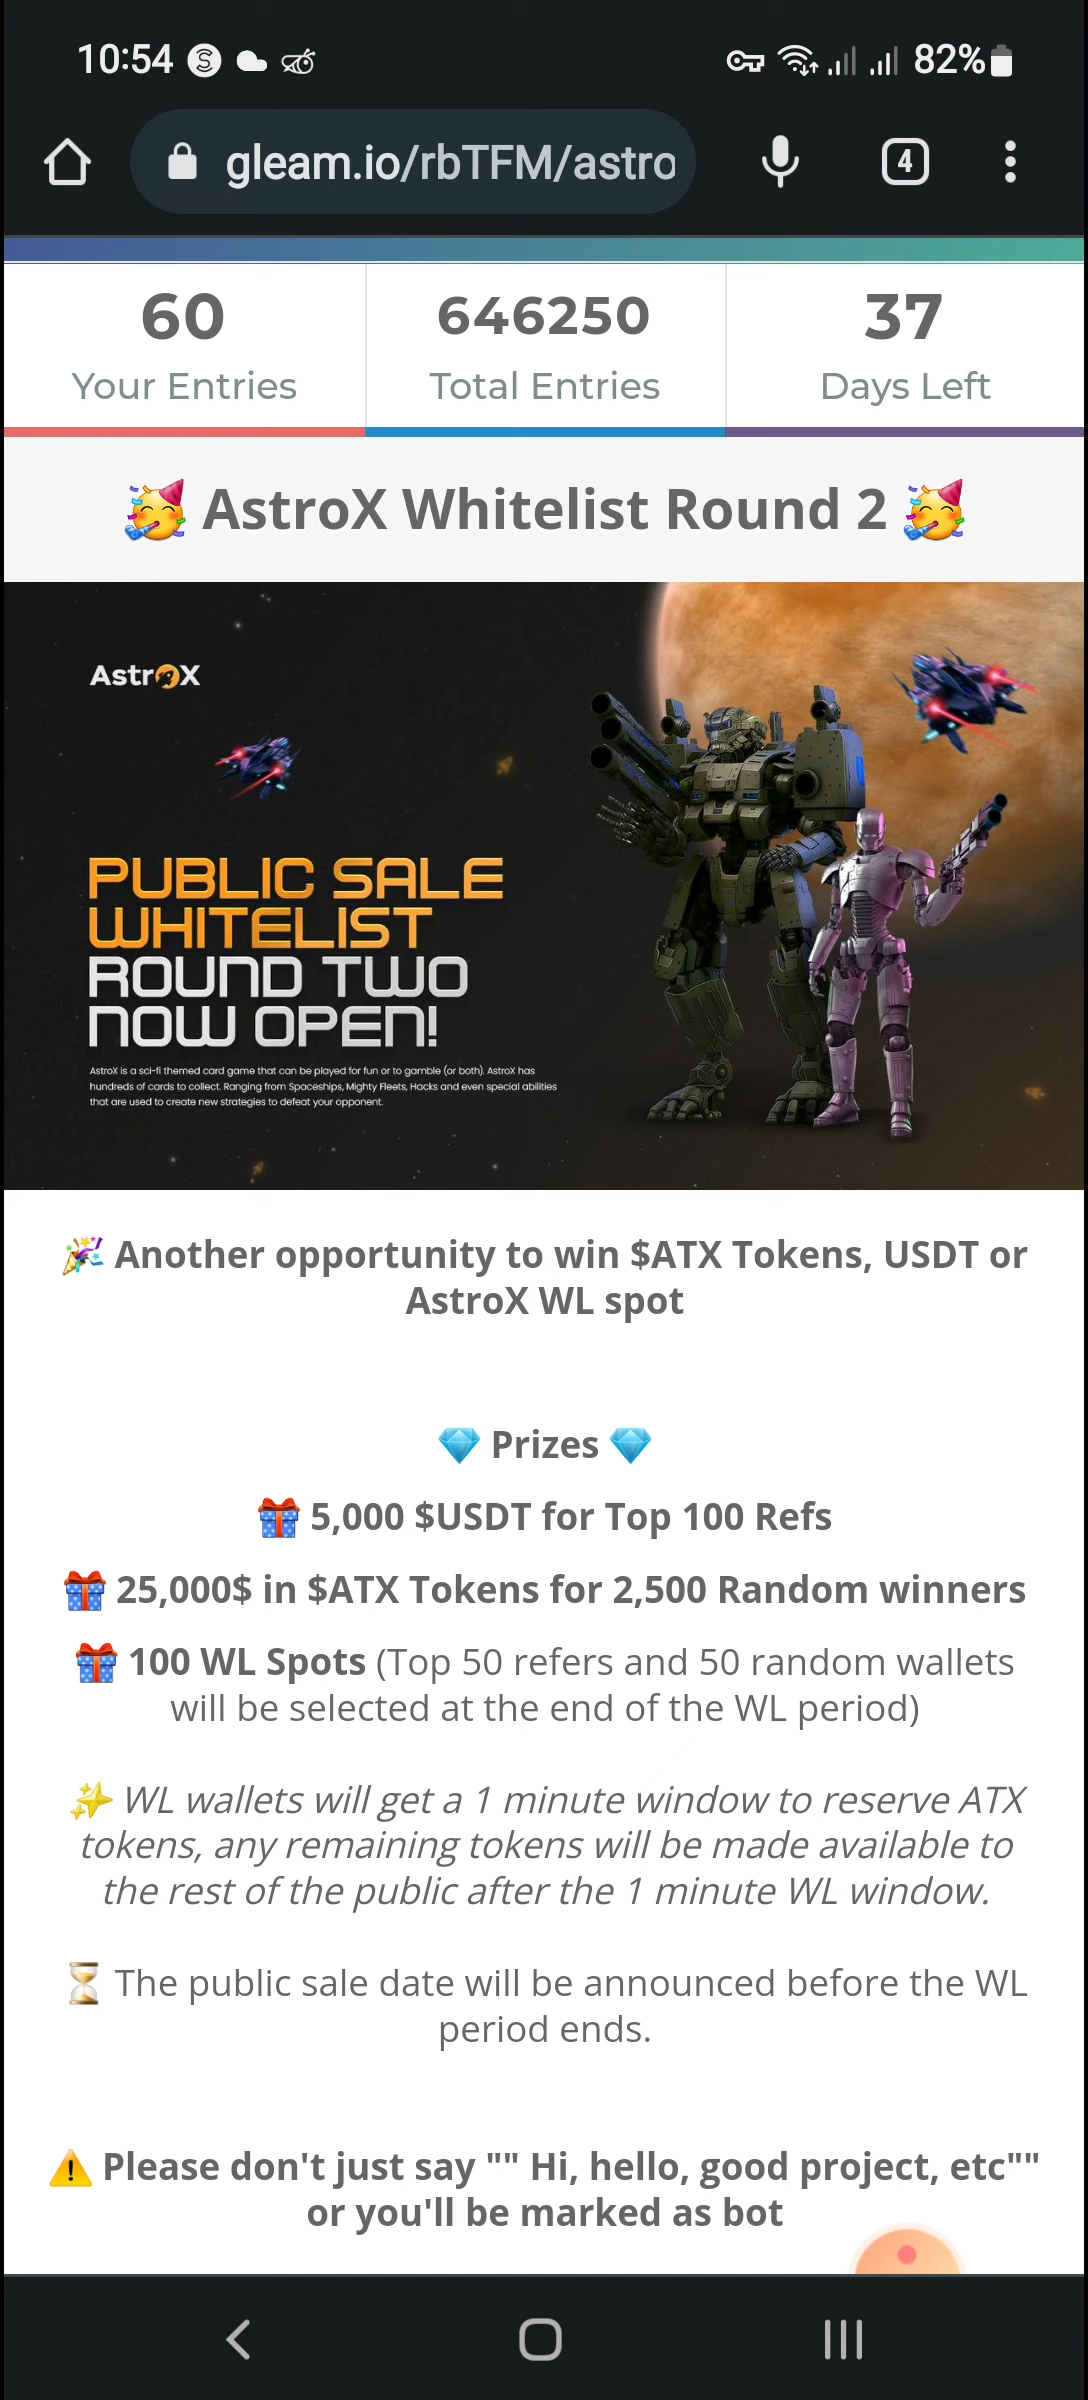 10:54
82%
gleam.io/rbTFM/astro
4
60
646250
37
Your Entries
Total Entries
Days Left
🥳 AstroX Whitelist Round 2 🥳
AstroX
PUBLIC SALE
WHITELIST
ROUND TWO
NOW OPEN!
AstroX is a sci-fi themed card game that can be played for fun or to gamble (or both). AstroX has
hundreds of cards to collect. Ranging from Spaceships, Mighty Fleets, Hacks and even special abilities
that are used to create new strategies to defeat your opponent.
🎉 Another opportunity to win $ATX Tokens, USDT or
AstroX WL spot
💎 Prizes 💎
🎁 5,000 $USDT for Top 100 Refs
🎁 25,000$ in $ATX Tokens for 2,500 Random winners
🎁 100 WL Spots (Top 50 refers and 50 random wallets
will be selected at the end of the WL period)
✨ WL wallets will get a 1 minute window to reserve ATX
tokens, any remaining tokens will be made available to
the rest of the public after the 1 minute WL window.
⏳ The public sale date will be announced before the WL
period ends.
⚠️ Please don't just say "" Hi, hello, good project, etc""
or you'll be marked as bot